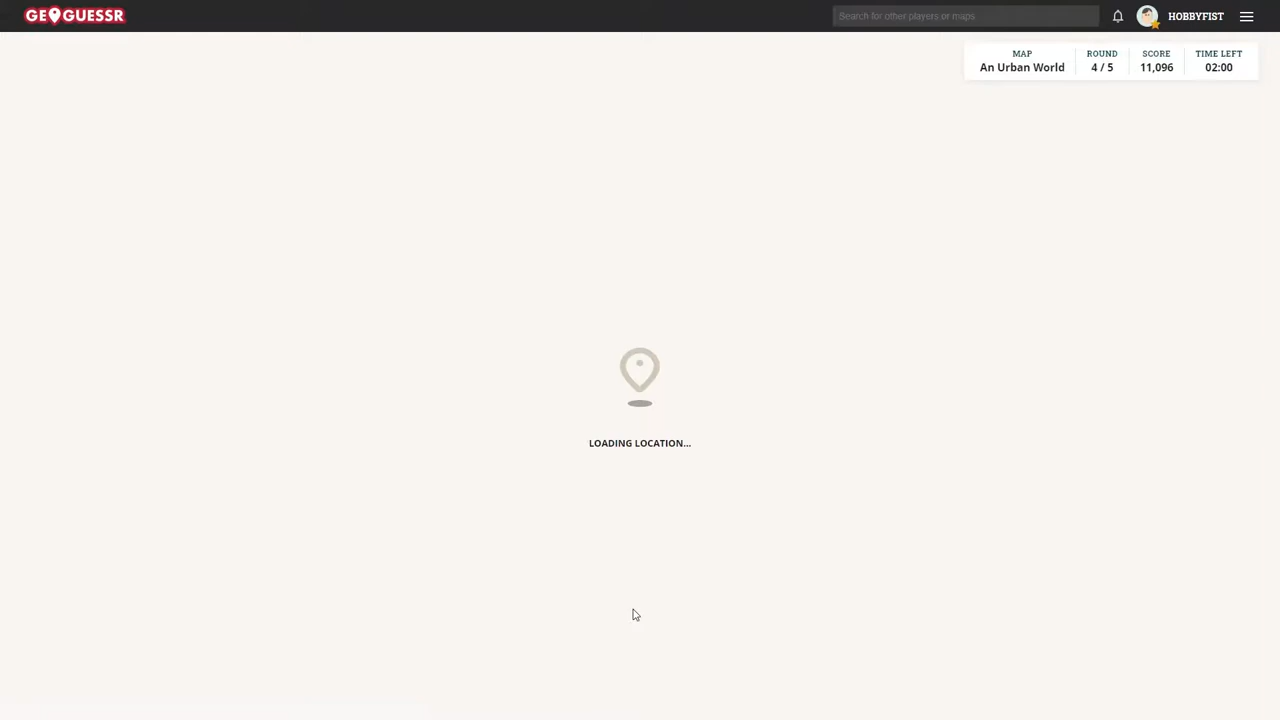 GEOGUESSR
Search for other players or maps
HOBBYFIST
MAP ROUND SCORE TIME LEFT
An Urban World 4 / 5 11,096 02:00
LOADING LOCATION...